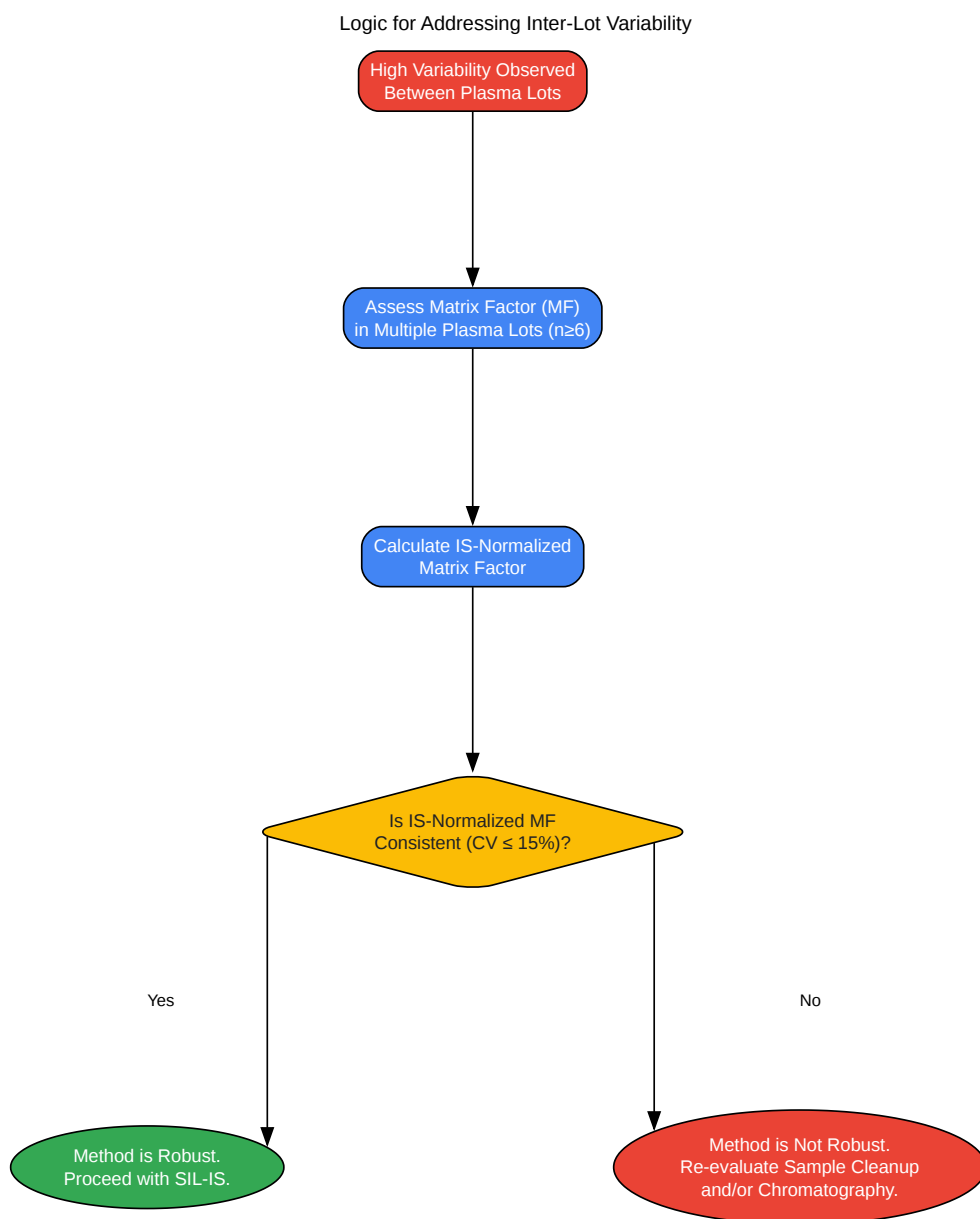 Logic for Addressing Inter-Lot Variability
High Variability Observed
Between Plasma Lots
Assess Matrix Factor (MF)
in Multiple Plasma Lots (n≥6)
Calculate IS-Normalized
Matrix Factor
Is IS-Normalized MF
Consistent (CV ≤ 15%)?
Yes
No
Method is Robust.
Proceed with SIL-IS.
Method is Not Robust.
Re-evaluate Sample Cleanup
and/or Chromatography.